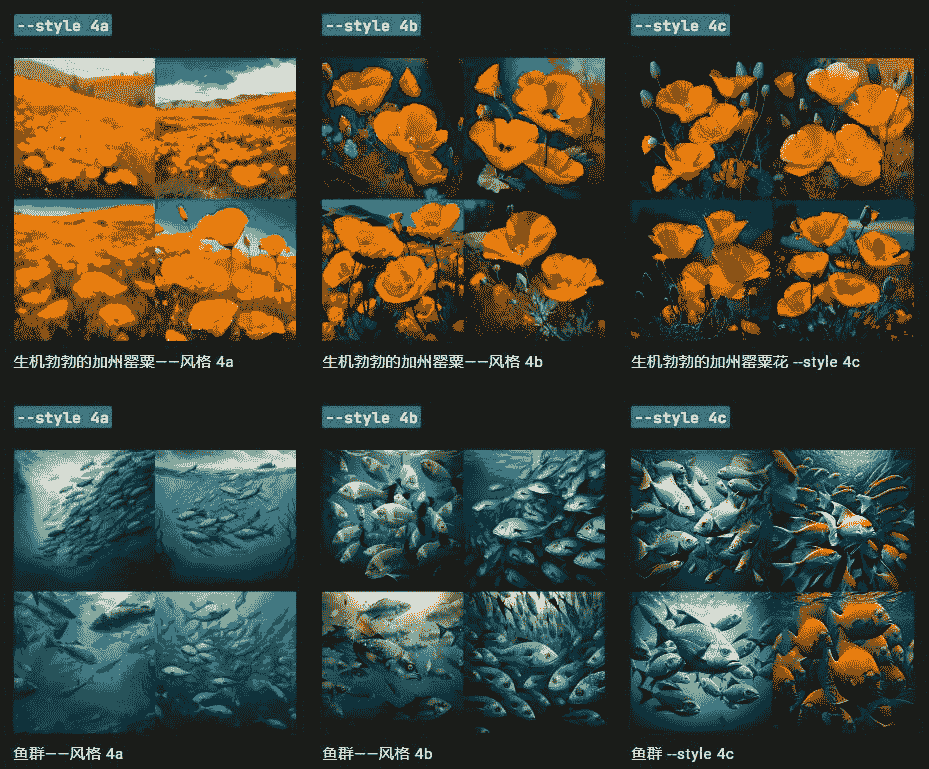 --style 4a
--style 4b
--style 4c
生机勃勃的加州罂粟——风格 4a
生机勃勃的加州罂粟——风格 4b
生机勃勃的加州罂粟花 --style 4c
--style 4a
--style 4b
--style 4c
鱼群——风格 4a
鱼群——风格 4b
鱼群 --style 4c